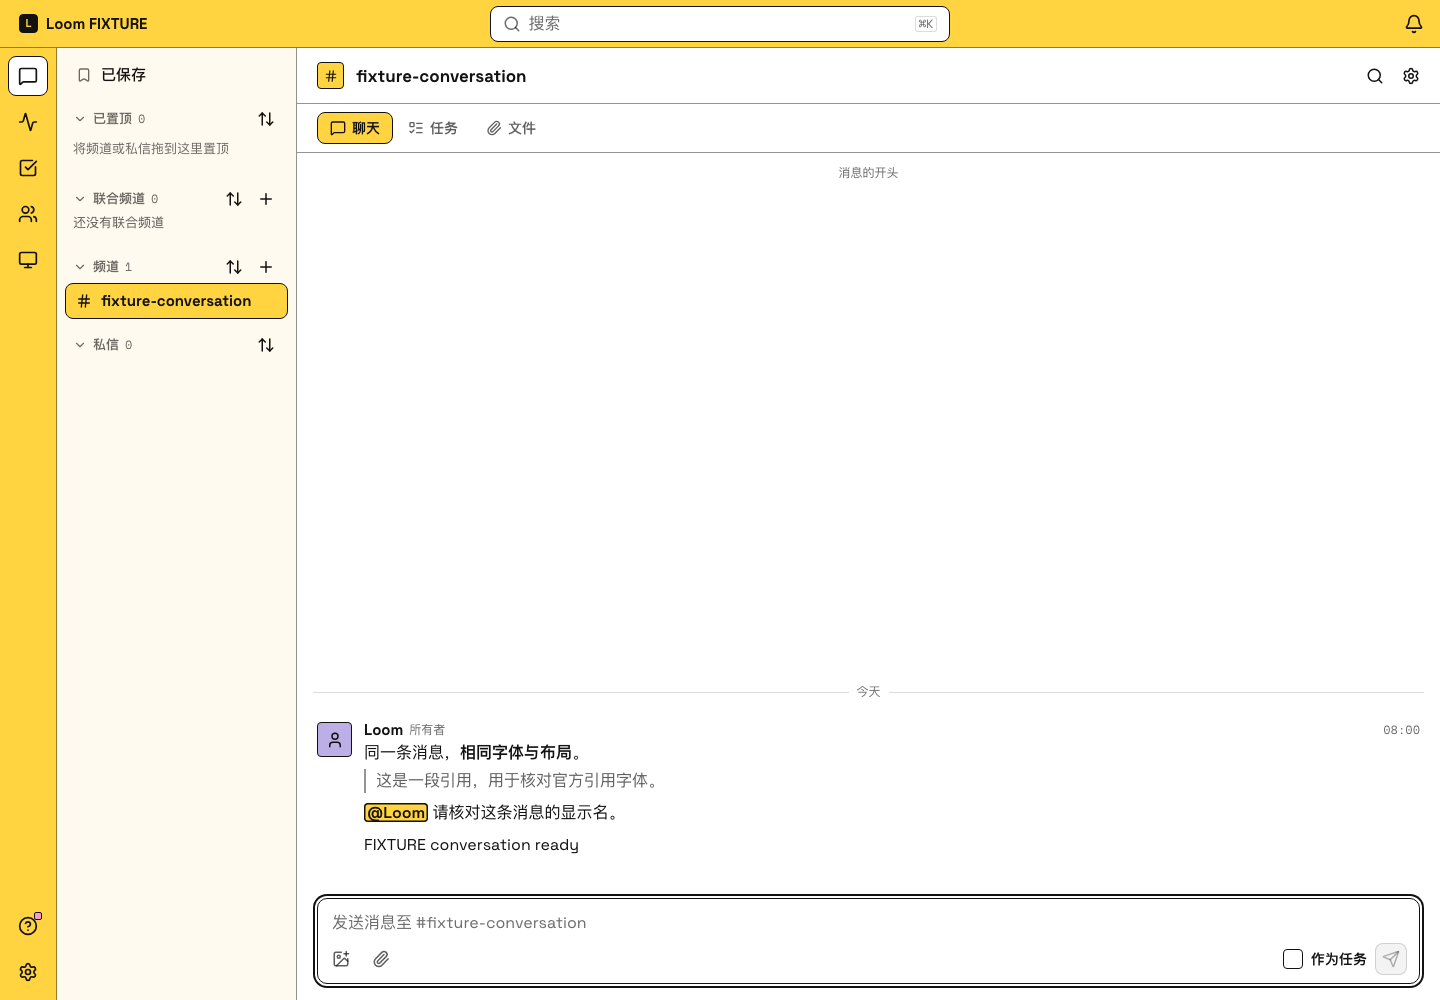 L Loom FIXTURE
搜索 ⌘K
已保存
已置顶 0
将频道或私信拖到这里置顶
联合频道 0
还没有联合频道
频道 1
# fixture-conversation
私信 0
# fixture-conversation
聊天 任务 文件
消息的开头
今天
Loom 所有者 08:00
同一条消息，相同字体与布局。
这是一段引用，用于核对官方引用字体。
@Loom 请核对这条消息的显示名。
FIXTURE conversation ready
发送消息至 #fixture-conversation
作为任务